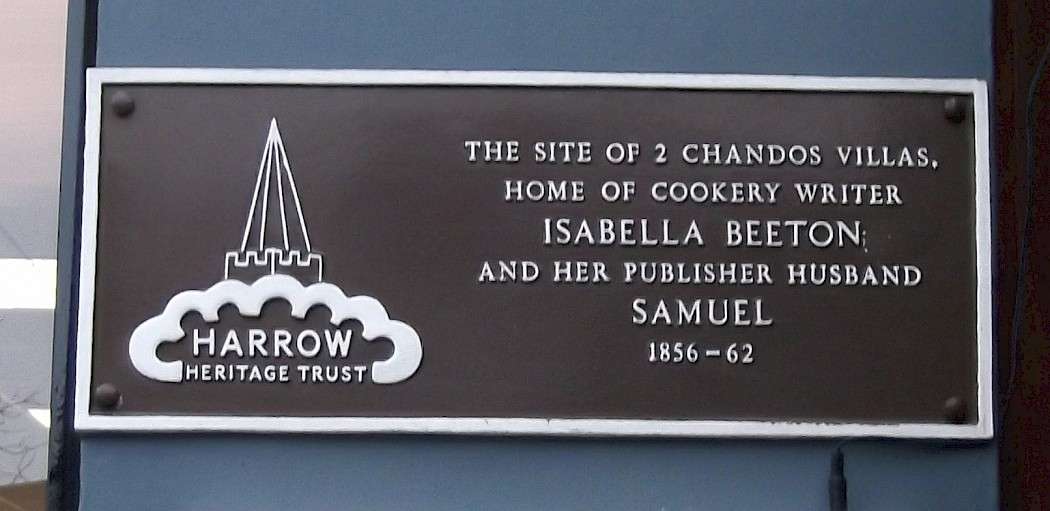 HARROW
HERITAGE TRUST
THE SITE OF 2 CHANDOS VILLAS,
HOME OF COOKERY WRITER
ISABELLA BEETON;
AND HER PUBLISHER HUSBAND
SAMUEL
1856-62